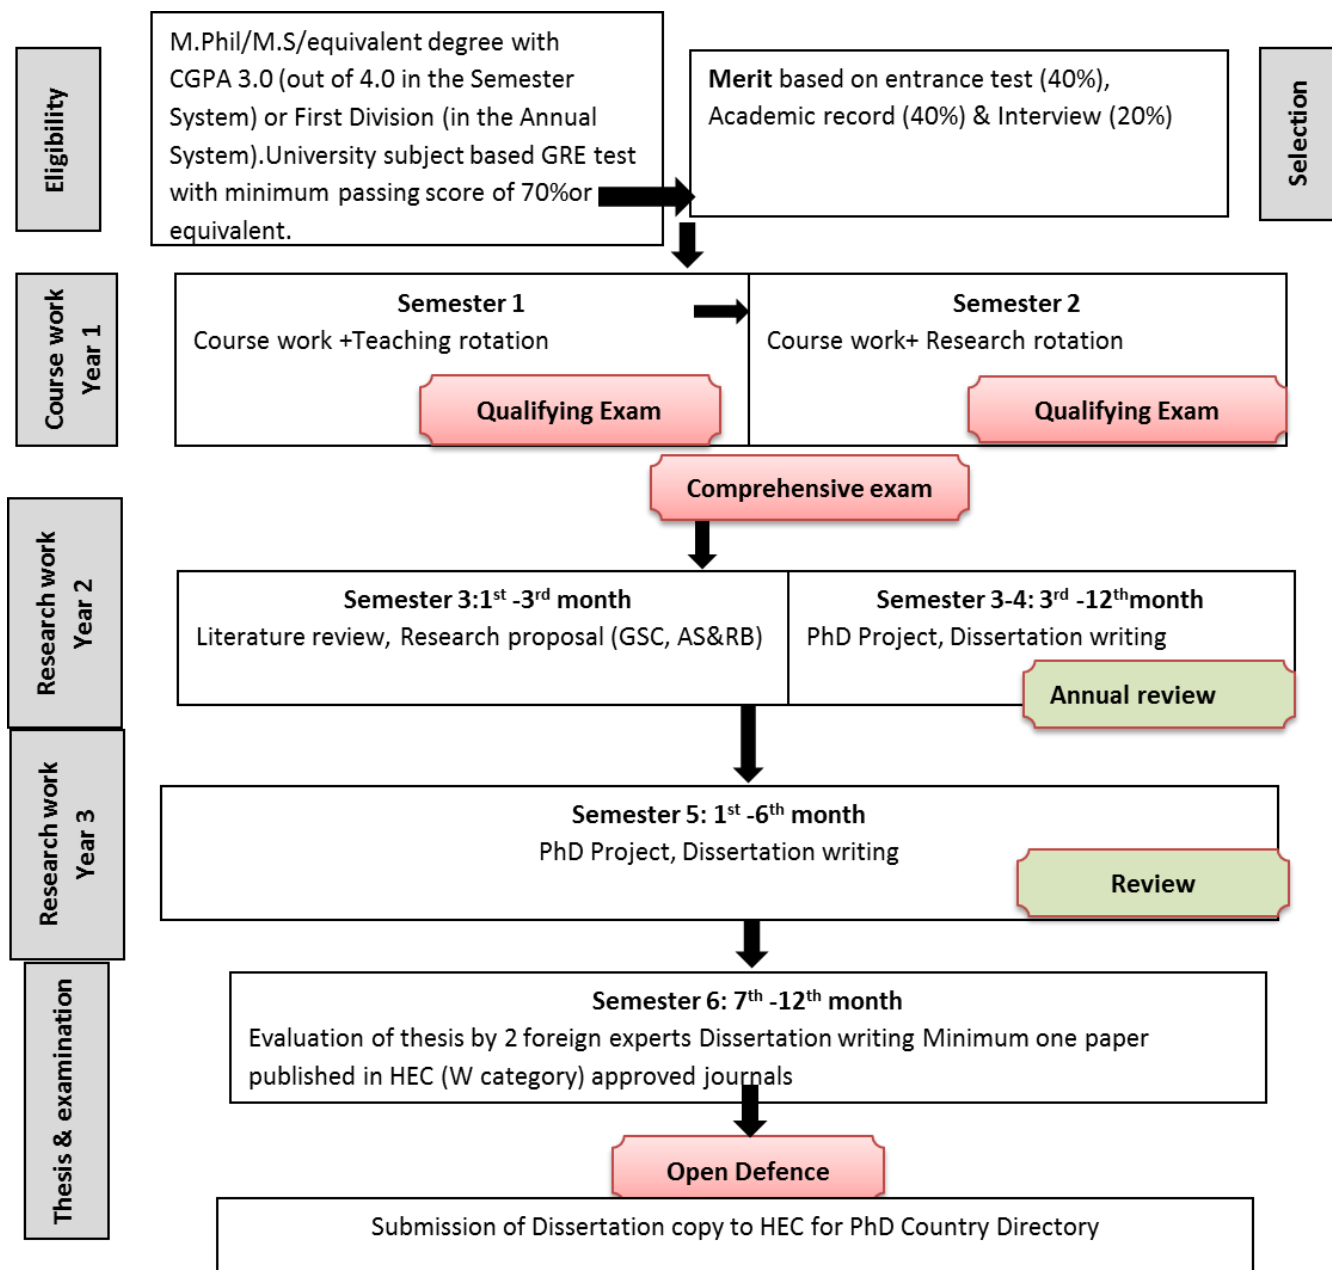 Eligibility
M.Phil/M.S/equivalent degree with
CGPA 3.0 (out of 4.0 in the Semester
System) or First Division (in the Annual
System).University subject based GRE test
with minimum passing score of 70%or
equivalent.
Merit based on entrance test (40%),
Academic record (40%) & Interview (20%)
Selection
Course work
Year 1
Semester 1
Course work +Teaching rotation
Qualifying Exam
Semester 2
Course work+ Research rotation
Qualifying Exam
Comprehensive exam
Research work
Year 2
Semester 3:1st -3rd month
Literature review, Research proposal (GSC, AS&RB)
Semester 3-4: 3rd -12thmonth
PhD Project, Dissertation writing
Annual review
Research work
Year 3
Semester 5: 1st -6th month
PhD Project, Dissertation writing
Review
Thesis & examination
Semester 6: 7th -12th month
Evaluation of thesis by 2 foreign experts Dissertation writing Minimum one paper
published in HEC (W category) approved journals
Open Defence
Submission of Dissertation copy to HEC for PhD Country Directory